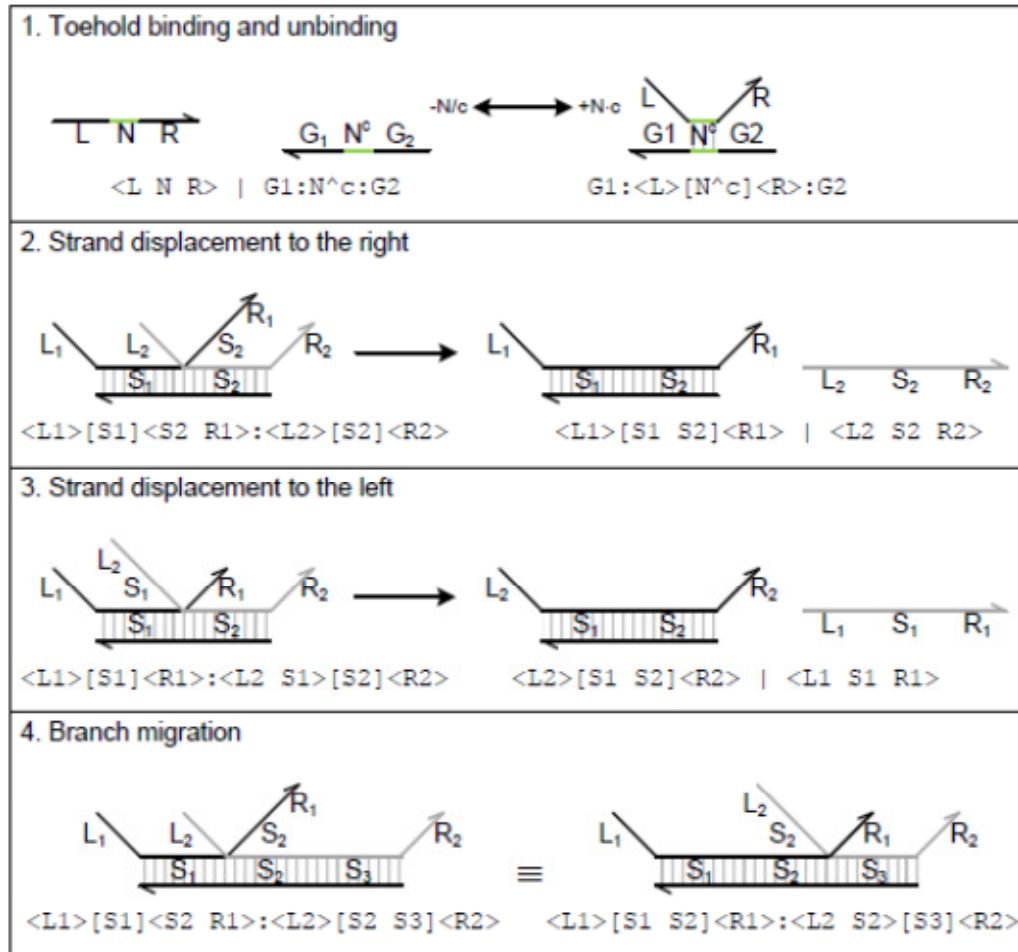 1. Toehold binding and unbinding
L N R
G₁ Nᶜ G₂
-N/c
+N·c
L R
G1 Nᶜ G2
<L N R> | G1:N^c:G2
G1:<L>[N^c]<R>:G2
2. Strand displacement to the right
L₁ L₂ S₂ R₁ R₂
S₁ S₂
L₁ R₁
S₁ S₂
L₂ S₂ R₂
<L1>[S1]<S2 R1>:<L2>[S2]<R2>
<L1>[S1 S2]<R1> | <L2 S2 R2>
3. Strand displacement to the left
L₁ L₂ S₁ R₁ R₂
S₁ S₂
L₂ R₂
S₁ S₂
L₁ S₁ R₁
<L1>[S1]<R1>:<L2 S1>[S2]<R2>
<L2>[S1 S2]<R2> | <L1 S1 R1>
4. Branch migration
L₁ L₂ S₂ R₁ R₂
S₁ S₂ S₃
≡
L₁ L₂ S₂ R₁ R₂
S₁ S₂ S₃
<L1>[S1]<S2 R1>:<L2>[S2 S3]<R2>
<L1>[S1 S2]<R1>:<L2 S2>[S3]<R2>